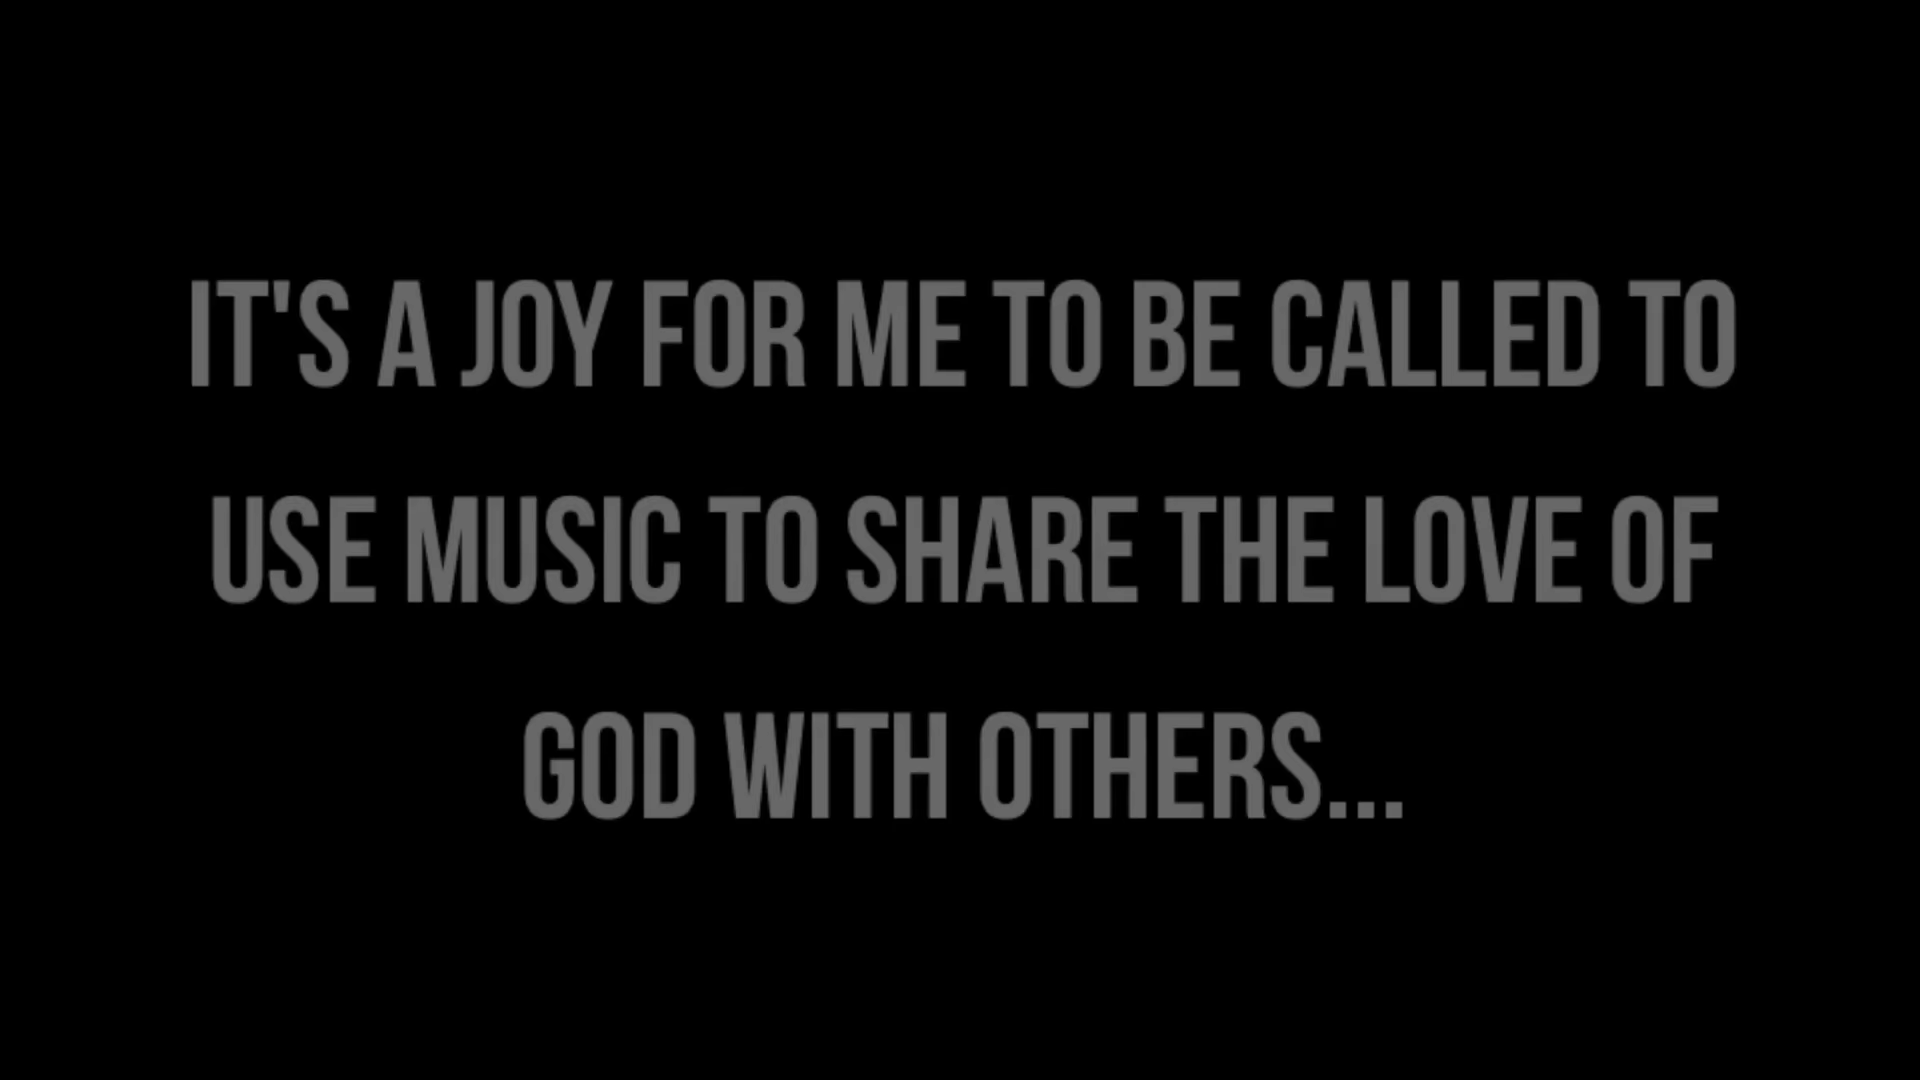 IT'S A JOY FOR ME TO BE CALLED TO
USE MUSIC TO SHARE THE LOVE OF
GOD WITH OTHERS...